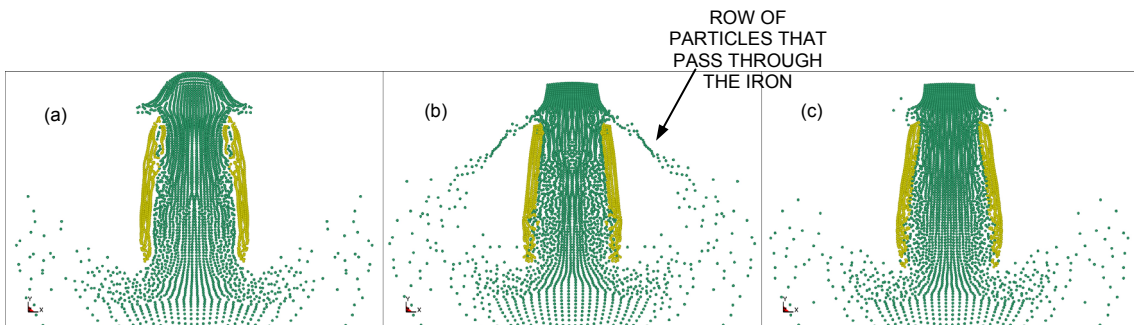 ROW OF
PARTICLES THAT
PASS THROUGH
THE IRON
(a)
(b)
(c)